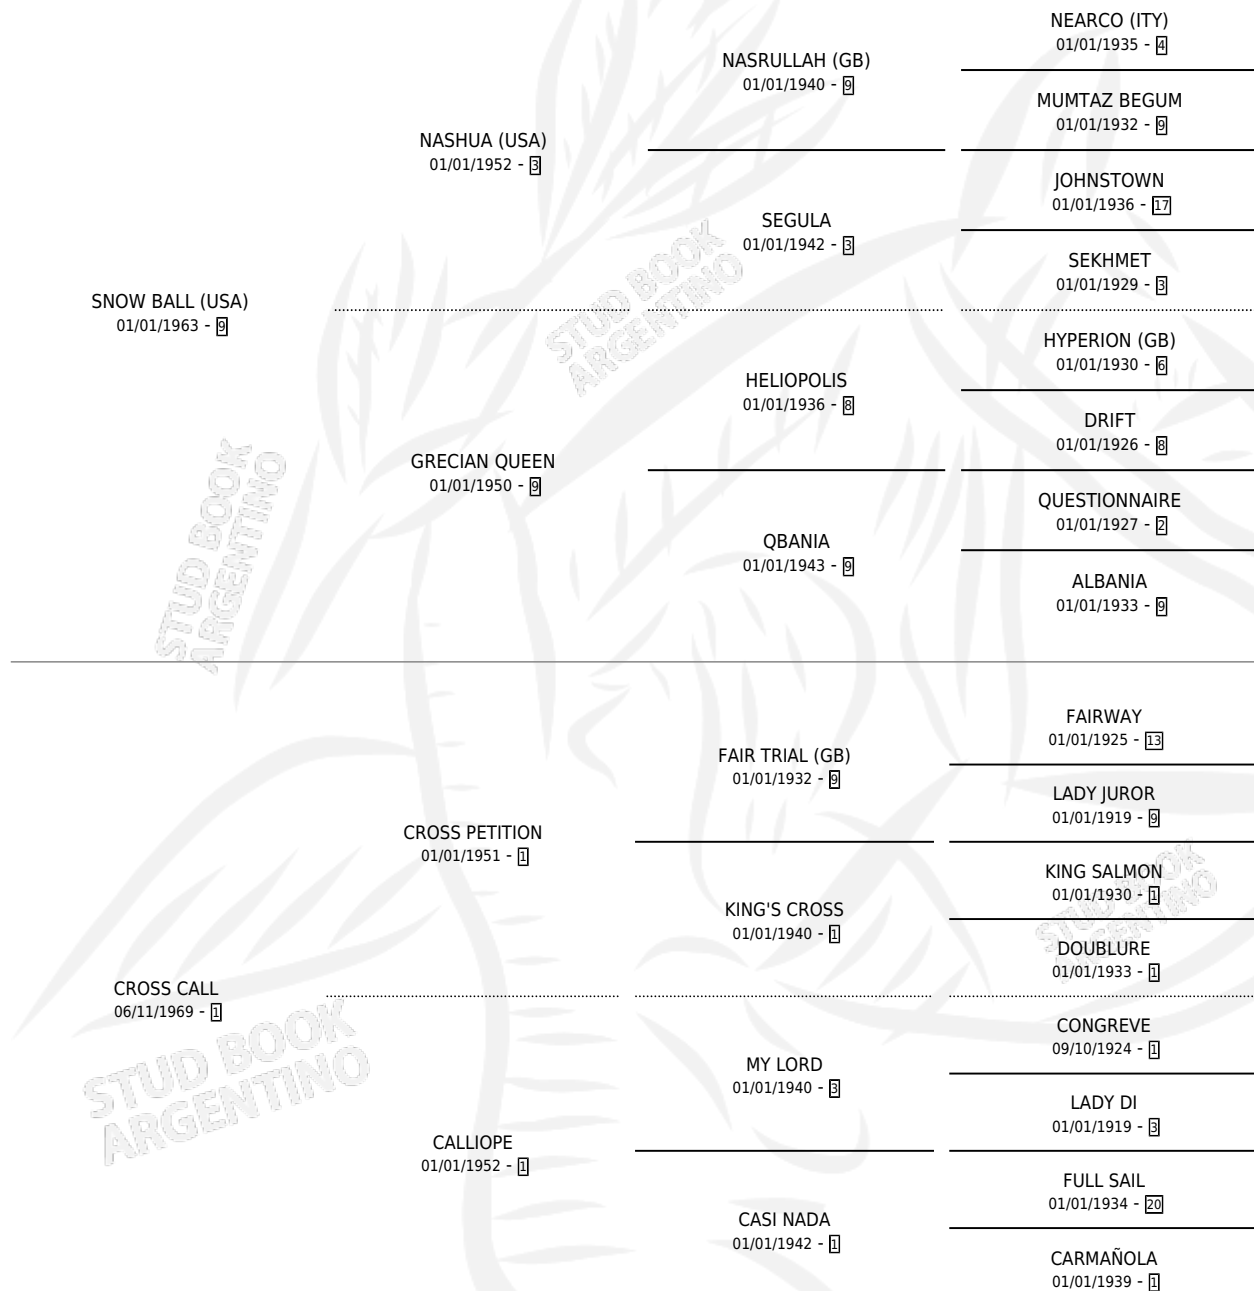 NEARCO (ITY)
01/01/1935 - 4
NASRULLAH (GB)
01/01/1940 - 9
MUMTAZ BEGUM
01/01/1932 - 9
NASHUA (USA)
01/01/1952 - 3
JOHNSTOWN
01/01/1936 - 17
SEGULA
01/01/1942 - 3
SEKHMET
01/01/1929 - 3
SNOW BALL (USA)
01/01/1963 - 9
STUD BOOK
ARGENTINO
HYPERION (GB)
01/01/1930 - 6
HELIOPOLIS
01/01/1936 - 8
DRIFT
01/01/1926 - 8
GRECIAN QUEEN
01/01/1950 - 9
QUESTIONNAIRE
01/01/1927 - 2
QBANIA
01/01/1943 - 9
ALBANIA
01/01/1933 - 9
STUD BOOK
ARGENTINO
FAIRWAY
01/01/1925 - 13
FAIR TRIAL (GB)
01/01/1932 - 9
LADY JUROR
01/01/1919 - 9
CROSS PETITION
01/01/1951 - 1
KING SALMON
01/01/1930 - 1
KING'S CROSS
01/01/1940 - 1
STUD BOOK
ARGENTINO
DOUBLURE
01/01/1933 - 1
CROSS CALL
06/11/1969 - 1
CONGREVE
09/10/1924 - 1
STUD BOOK
ARGENTINO
MY LORD
01/01/1940 - 3
LADY DI
01/01/1919 - 3
CALLIOPE
01/01/1952 - 1
FULL SAIL
01/01/1934 - 20
CASI NADA
01/01/1942 - 1
CARMAÑOLA
01/01/1939 - 1